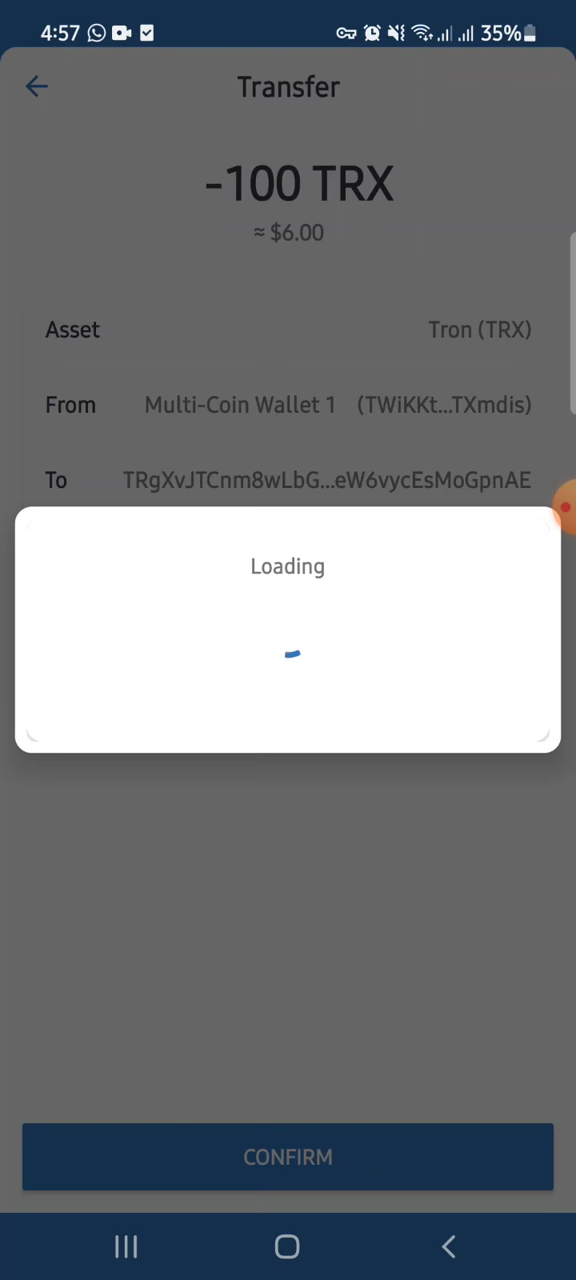 4:57 35%
Transfer
-100 TRX
≈ $6.00
Asset Tron (TRX)
From Multi-Coin Wallet 1 (TWiKKt...TXmdis)
To TRgXvJTCnm8wLbG...eW6vycEsMoGpnAE
Loading
CONFIRM